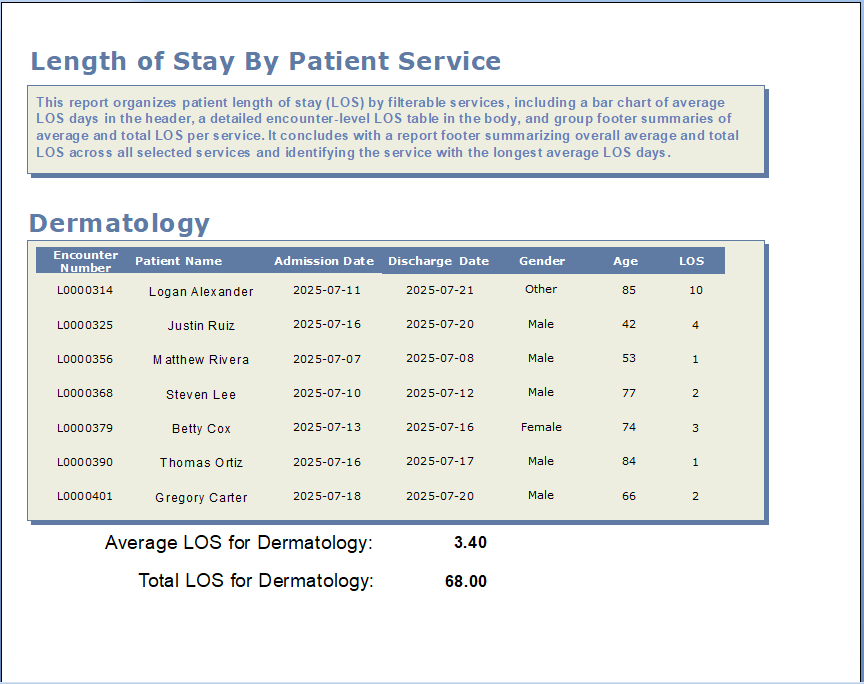 Length of Stay By Patient Service
This report organizes patient length of stay (LOS) by filterable services, including a bar chart of average
LOS days in the header, a detailed encounter-level LOS table in the body, and group footer summaries of
average and total LOS per service. It concludes with a report footer summarizing overall average and total
LOS across all selected services and identifying the service with the longest average LOS days.
Dermatology
Encounter Number Patient Name Admission Date Discharge Date Gender Age LOS
L0000314 Logan Alexander 2025-07-11 2025-07-21 Other 85 10
L0000325 Justin Ruiz 2025-07-16 2025-07-20 Male 42 4
L0000356 Matthew Rivera 2025-07-07 2025-07-08 Male 53 1
L0000368 Steven Lee 2025-07-10 2025-07-12 Male 77 2
L0000379 Betty Cox 2025-07-13 2025-07-16 Female 74 3
L0000390 Thomas Ortiz 2025-07-16 2025-07-17 Male 84 1
L0000401 Gregory Carter 2025-07-18 2025-07-20 Male 66 2
Average LOS for Dermatology: 3.40
Total LOS for Dermatology: 68.00